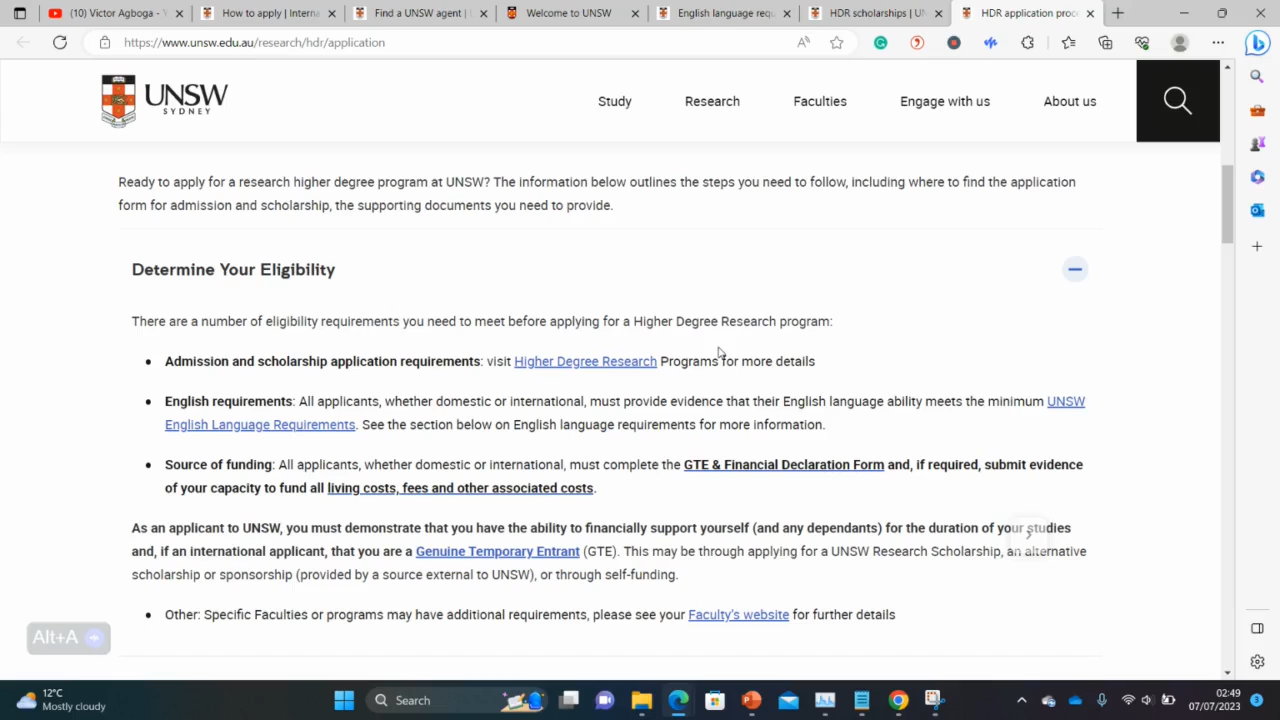 (10) Victor Agboga - Y
How to apply | Interna
Find a UNSW agent | C
Welcome to UNSW
English language requ
HDR scholarships | UN
HDR application proce
https://www.unsw.edu.au/research/hdr/application
UNSW
SYDNEY
Study
Research
Faculties
Engage with us
About us
Ready to apply for a research higher degree program at UNSW? The information below outlines the steps you need to follow, including where to find the application
form for admission and scholarship, the supporting documents you need to provide.
Determine Your Eligibility
There are a number of eligibility requirements you need to meet before applying for a Higher Degree Research program:
• Admission and scholarship application requirements: visit Higher Degree Research Programs for more details
• English requirements: All applicants, whether domestic or international, must provide evidence that their English language ability meets the minimum UNSW
English Language Requirements. See the section below on English language requirements for more information.
• Source of funding: All applicants, whether domestic or international, must complete the GTE & Financial Declaration Form and, if required, submit evidence
of your capacity to fund all living costs, fees and other associated costs.
As an applicant to UNSW, you must demonstrate that you have the ability to financially support yourself (and any dependants) for the duration of your studies
and, if an international applicant, that you are a Genuine Temporary Entrant (GTE). This may be through applying for a UNSW Research Scholarship, an alternative
scholarship or sponsorship (provided by a source external to UNSW), or through self-funding.
• Other: Specific Faculties or programs may have additional requirements, please see your Faculty's website for further details
Alt+A
12°C
Mostly cloudy
Search
02:49
07/07/2023
3